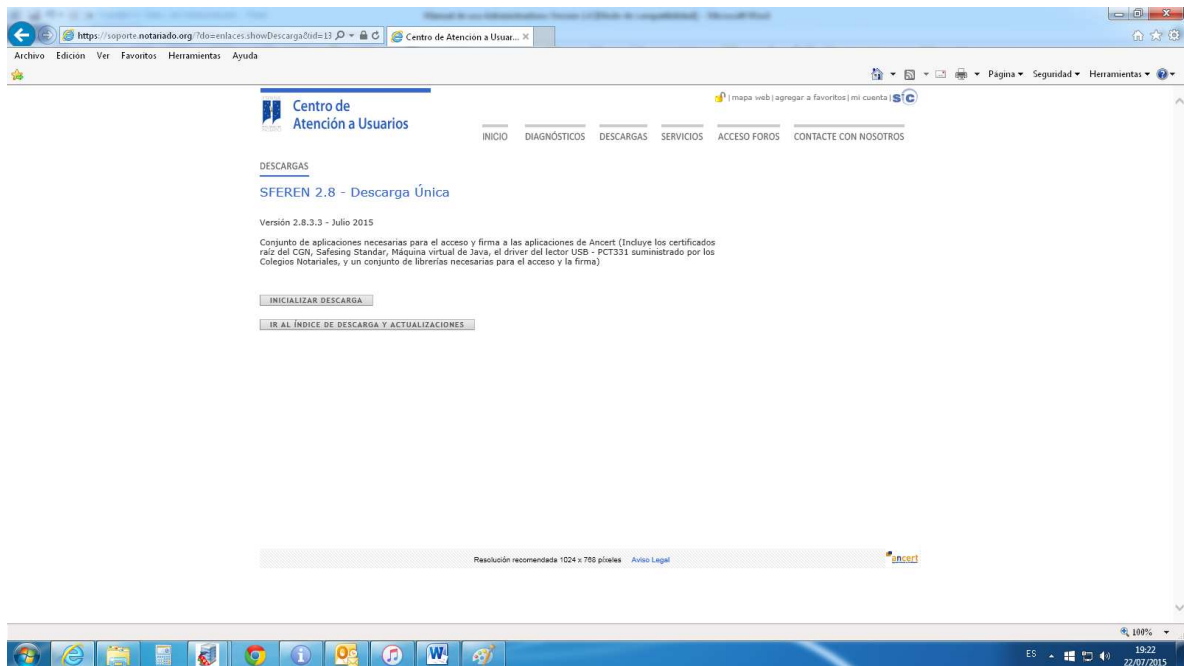 https://soporte.notariado.org/?do=enlaces.showDescarga&id=13
Centro de Atención a Usuar...
Archivo Edición Ver Favoritos Herramientas Ayuda
Página Seguridad Herramientas
mapa web | agregar a favoritos | mi cuenta | SIC
Centro de
Atención a Usuarios
INICIO DIAGNÓSTICOS DESCARGAS SERVICIOS ACCESO FOROS CONTACTE CON NOSOTROS
DESCARGAS
SFEREN 2.8 - Descarga Única
Versión 2.8.3.3 - Julio 2015
Conjunto de aplicaciones necesarias para el acceso y firma a las aplicaciones de Ancert (Incluye los certificados
raíz del CGN, Safesing Standar, Máquina virtual de Java, el driver del lector USB - PCT331 suministrado por los
Colegios Notariales, y un conjunto de librerías necesarias para el acceso y la firma)
INICIALIZAR DESCARGA
IR AL ÍNDICE DE DESCARGA Y ACTUALIZACIONES
Resolución recomendada 1024 x 768 píxeles Aviso Legal
ancert
100%
ES
19:22
22/07/2015